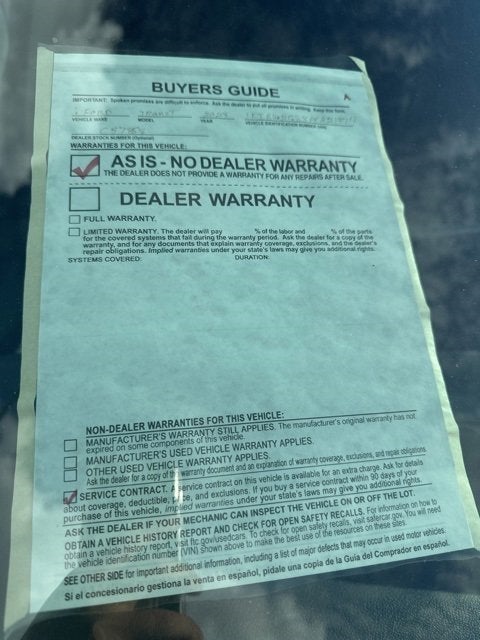 BUYERS GUIDE
IMPORTANT: Spoken promises are difficult to enforce. Ask the dealer to put all promises in writing. Keep this form.
FORD TRANSIT
VEHICLE MAKE MODEL YEAR VEHICLE IDENTIFICATION NUMBER (VIN)
DEALER STOCK NUMBER (Optional)
WARRANTIES FOR THIS VEHICLE:
AS IS - NO DEALER WARRANTY
THE DEALER DOES NOT PROVIDE A WARRANTY FOR ANY REPAIRS AFTER SALE.
DEALER WARRANTY
FULL WARRANTY.
LIMITED WARRANTY. The dealer will pay % of the labor and % of the parts
for the covered systems that fail during the warranty period. Ask the dealer for a copy of the
warranty, and for any documents that explain warranty coverage, exclusions, and the dealer's
repair obligations. Implied warranties under your state's laws may give you additional rights.
SYSTEMS COVERED: DURATION:
NON-DEALER WARRANTIES FOR THIS VEHICLE:
MANUFACTURER'S WARRANTY STILL APPLIES. The manufacturer's original warranty has not
expired on some components of this vehicle.
MANUFACTURER'S USED VEHICLE WARRANTY APPLIES.
OTHER USED VEHICLE WARRANTY APPLIES.
Ask the dealer for a copy of the warranty document and an explanation of warranty coverage, exclusions, and repair obligations.
SERVICE CONTRACT. A service contract on this vehicle is available for an extra charge. Ask for details
about coverage, deductible, price, and exclusions. If you buy a service contract within 90 days of your
purchase of this vehicle, implied warranties under your state's laws may give you additional rights.
ASK THE DEALER IF YOUR MECHANIC CAN INSPECT THE VEHICLE ON OR OFF THE LOT.
OBTAIN A VEHICLE HISTORY REPORT AND CHECK FOR OPEN SAFETY RECALLS. For information on how to
obtain a vehicle history report, visit ftc.gov/usedcars. To check for open safety recalls, visit safercar.gov. You will need
the vehicle identification number (VIN) shown above to make the best use of the resources on these sites.
SEE OTHER SIDE for important additional information, including a list of major defects that may occur in used motor vehicles.
Si el concesionario gestiona la venta en español, pídale una copia de la Guía del Comprador en español.